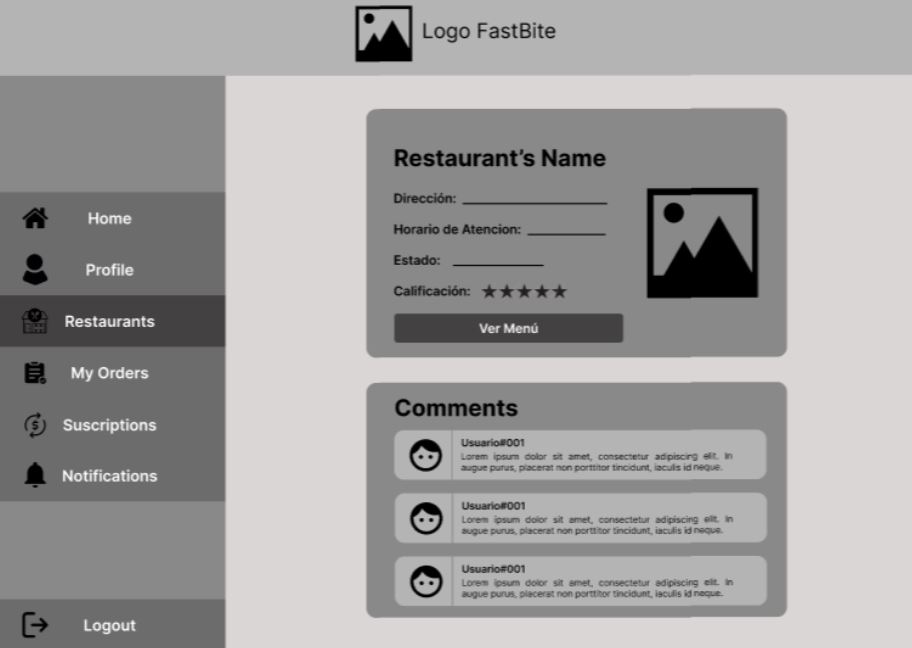 Logo FastBite
Home
Profile
Restaurants
My Orders
Suscriptions
Notifications
Logout
Restaurant’s Name
Dirección:
Horario de Atencion:
Estado:
Calificación: ★★★★★
Ver Menú
Comments
Usuario#001
Lorem ipsum dolor sit amet, consectetur adipiscing elit. In
augue purus, placerat non porttitor tincidunt, iaculis id neque.
Usuario#001
Lorem ipsum dolor sit amet, consectetur adipiscing elit. In
augue purus, placerat non porttitor tincidunt, iaculis id neque.
Usuario#001
Lorem ipsum dolor sit amet, consectetur adipiscing elit. In
augue purus, placerat non porttitor tincidunt, iaculis id neque.